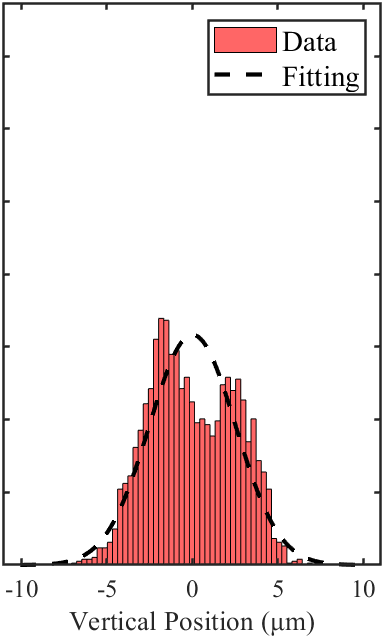 Data
Fitting
-10 -5 0 5 10
Vertical Position (μm)